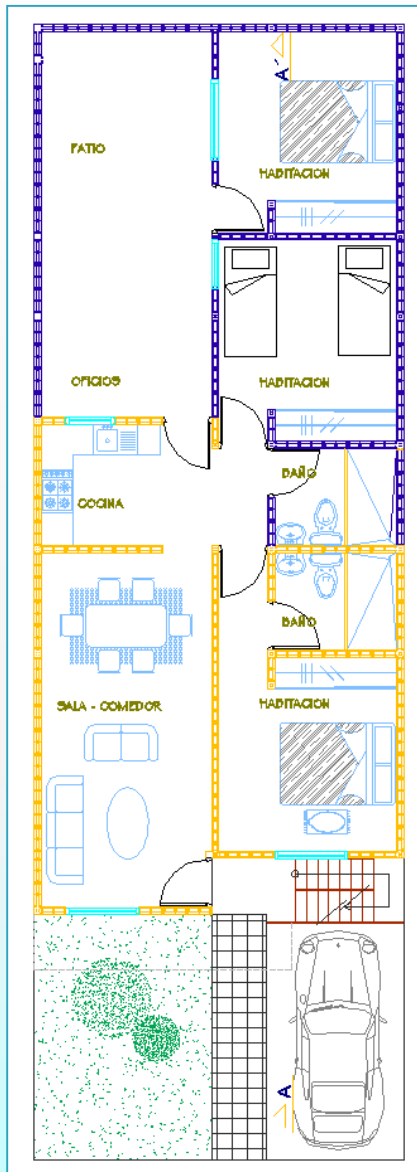 A´
PATIO
HABITACION
OFICIOS
HABITACION
BAÑO
COCINA
BAÑO
SALA - COMEDOR
HABITACION
A